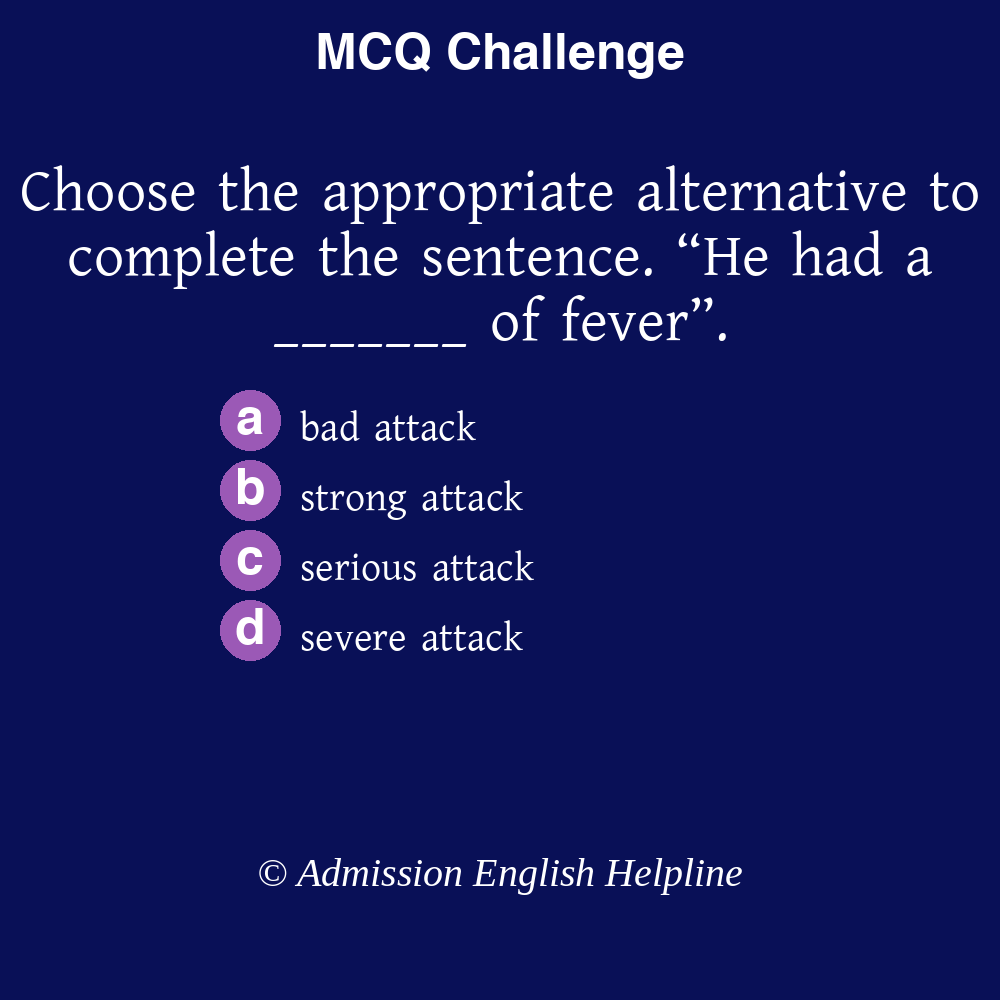 MCQ Challenge
Choose the appropriate alternative to
complete the sentence. “He had a
_______ of fever”.
a bad attack
b strong attack
c serious attack
d severe attack
© Admission English Helpline